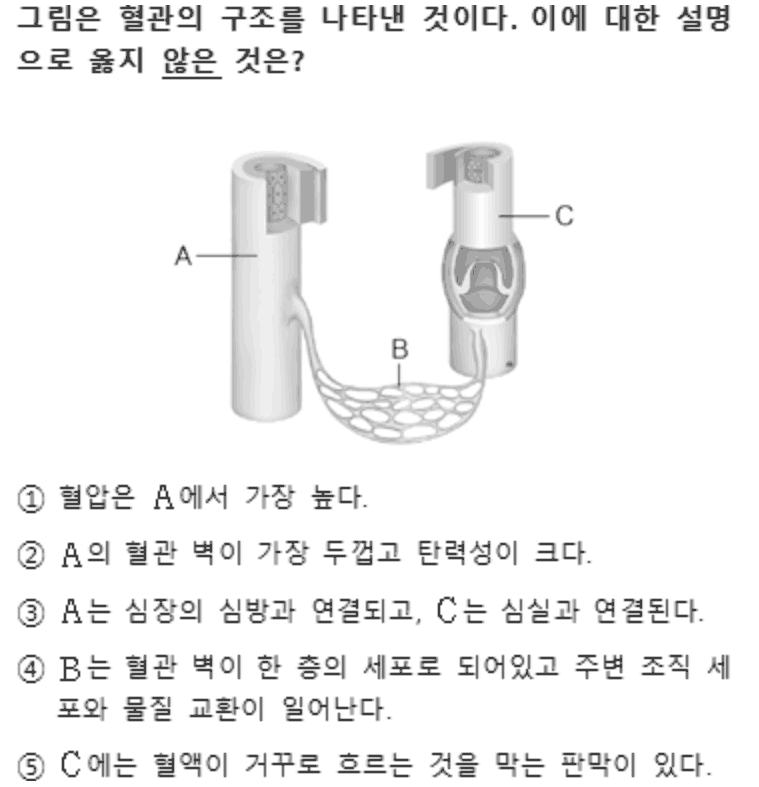 그림은 혈관의 구조를 나타낸 것이다. 이에 대한 설명
으로 옳지 않은 것은?
A
C
B
① 혈압은 A에서 가장 높다.
② A의 혈관 벽이 가장 두껍고 탄력성이 크다.
③ A는 심장의 심방과 연결되고, C는 심실과 연결된다.
④ B는 혈관 벽이 한 층의 세포로 되어있고 주변 조직 세
포와 물질 교환이 일어난다.
⑤ C에는 혈액이 거꾸로 흐르는 것을 막는 판막이 있다.